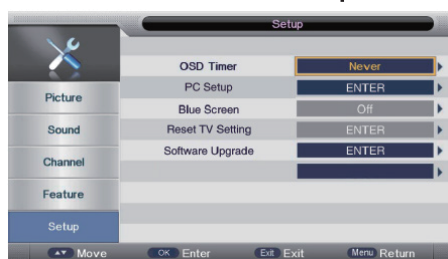 Setup
OSD Timer Never
PC Setup ENTER
Blue Screen Off
Reset TV Setting ENTER
Software Upgrade ENTER
Picture
Sound
Channel
Feature
Setup
Move OK Enter Exit Exit Menu Return